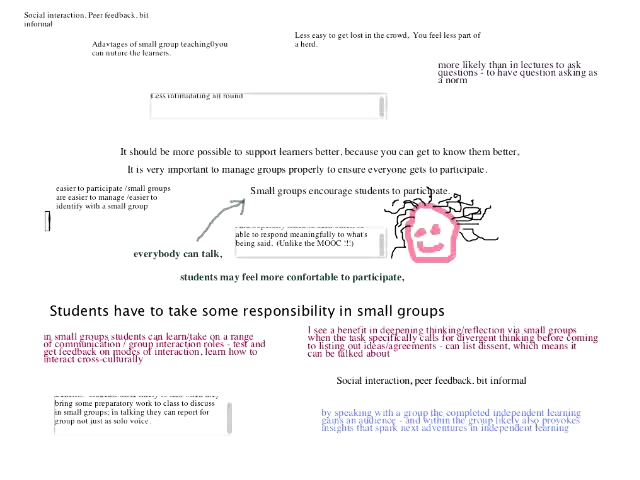 Social interaction, Peer feedback, bit
informal
Less easy to get lost in the crowd, You feel less part of
a herd.
Adavtages of small group teaching0you
can nuture the learners.
more likely than in lectures to ask
questions - to have question asking as
a norm
Less intimadating all round
It should be more possible to support learners better, because you can get to know them better,
It is very important to manage groups properly to ensure everyone gets to participate.
easier to participate /small groups
are easier to manage /easier to
identify with a small group
Small groups encourage students to participate.
able to respond meaningfully to what's
being said. (Unlike the MOOC !!!)
everybody can talk,
students may feel more confortable to participate,
Students have to take some responsibility in small groups
in small groups students can learn/take on a range
of communication / group interaction roles - test and
get feedback on modes of interaction, learn how to
interact cross-culturally
I see a benefit in deepening thinking/reflection via small groups
when the task specifically calls for divergent thinking before coming
to listing out ideas/agreements - can list dissent, which means it
can be talked about
Social interaction, peer feedback, bit informal
bring some preparatory work to class to discuss
in small groups; in talking they can report for
group not just as solo voice.
by speaking with a group the completed independent learning
gains an audience - and within the group likely also provokes
insights that spark next adventures in independent learning